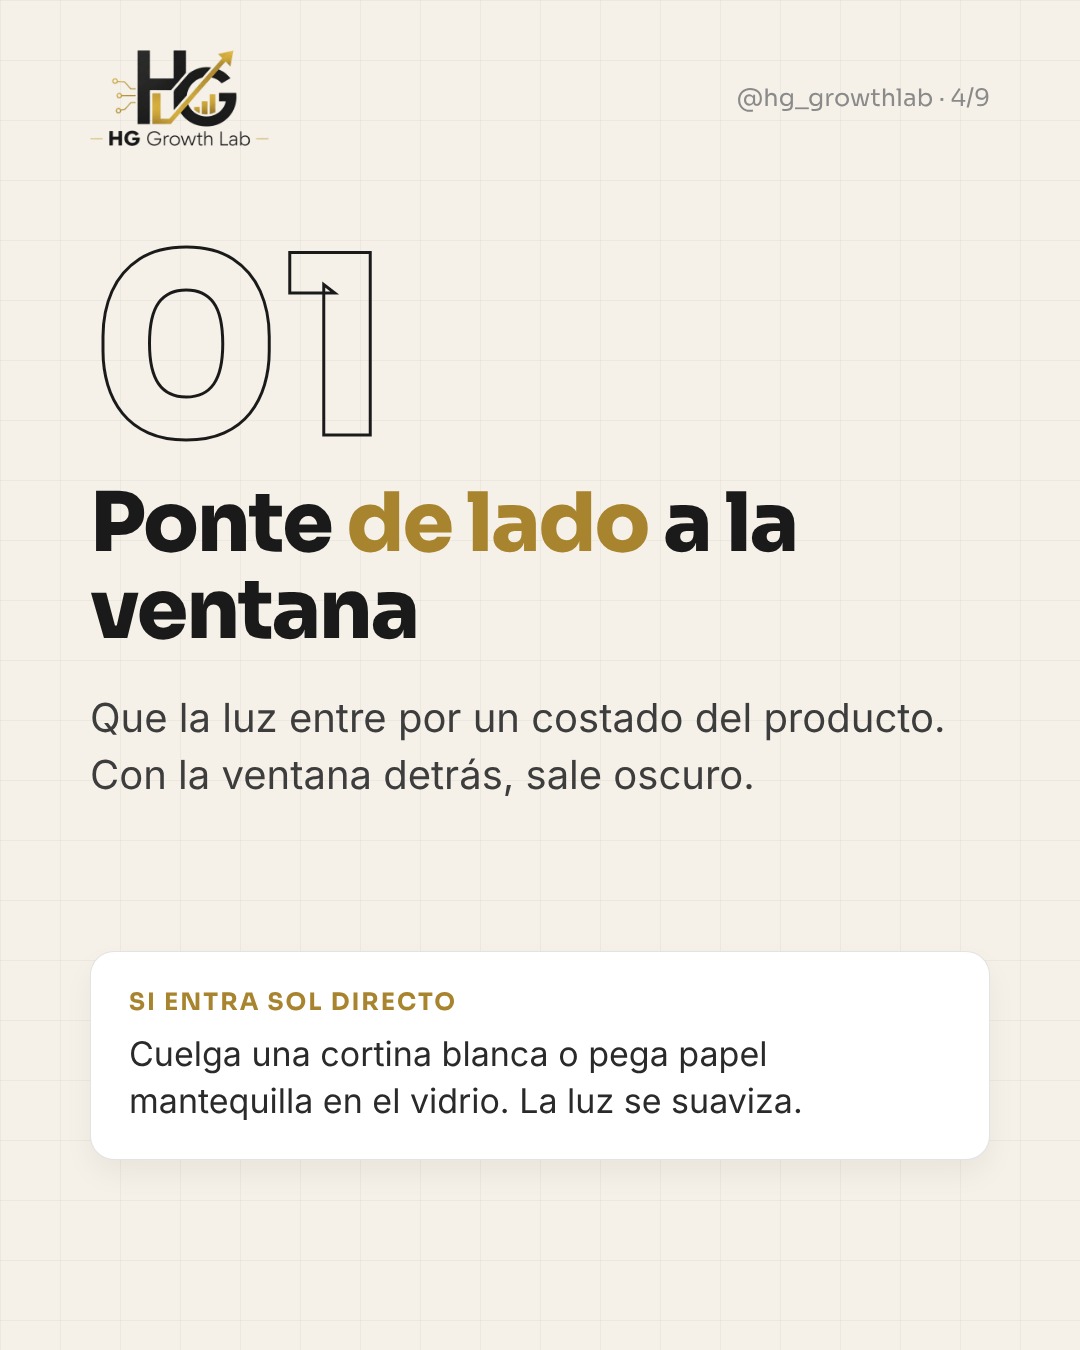 HG
HG Growth Lab
@hg_growthlab · 4/9
01
Ponte de lado a la
ventana
Que la luz entre por un costado del producto.
Con la ventana detrás, sale oscuro.
SI ENTRA SOL DIRECTO
Cuelga una cortina blanca o pega papel
mantequilla en el vidrio. La luz se suaviza.